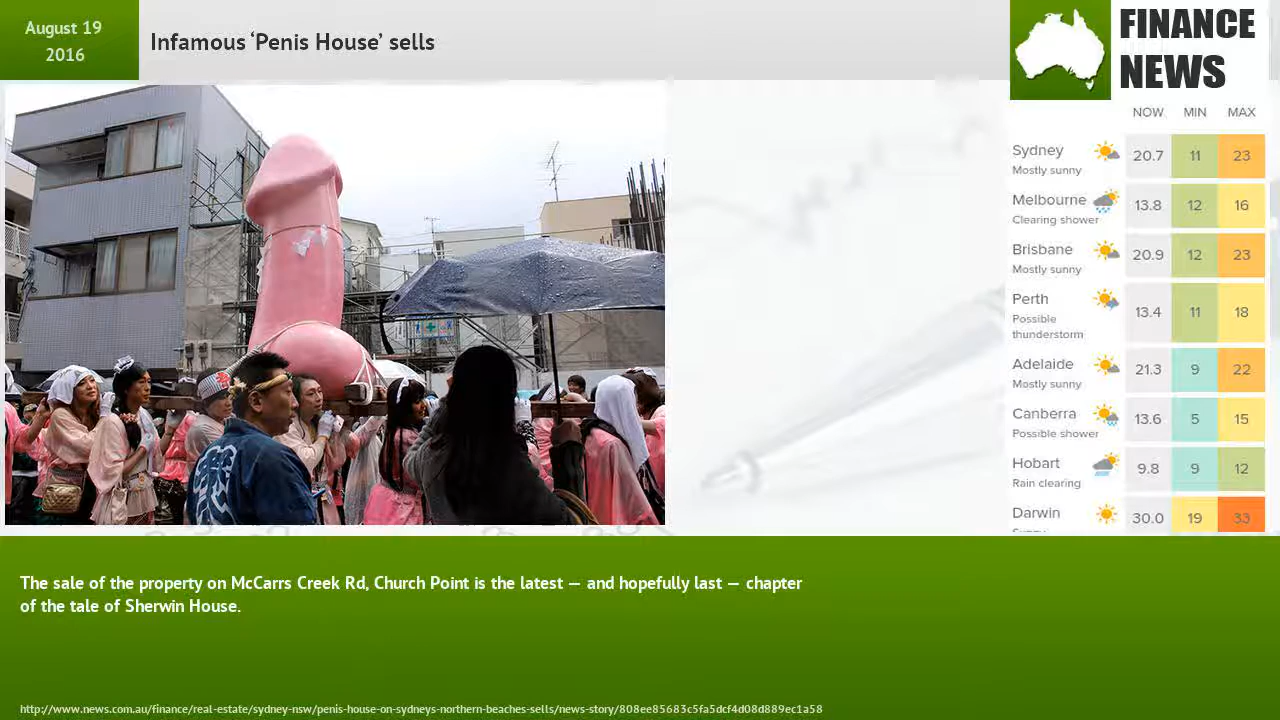 August 19
2016
Infamous ‘Penis House’ sells
FINANCE
NEWS
NOW MIN MAX
Sydney
Mostly sunny
20.7 11 23
Melbourne
Clearing shower
13.8 12 16
Brisbane
Mostly sunny
20.9 12 23
Perth
Possible
thunderstorm
13.4 11 18
Adelaide
Mostly sunny
21.3 9 22
Canberra
Possible shower
13.6 5 15
Hobart
Rain clearing
9.8 9 12
Darwin
30.0 19 33
The sale of the property on McCarrs Creek Rd, Church Point is the latest — and hopefully last — chapter
of the tale of Sherwin House.
http://www.news.com.au/finance/real-estate/sydney-nsw/penis-house-on-sydneys-northern-beaches-sells/news-story/808ee85683c5fa5dcf4d08d889ec1a58